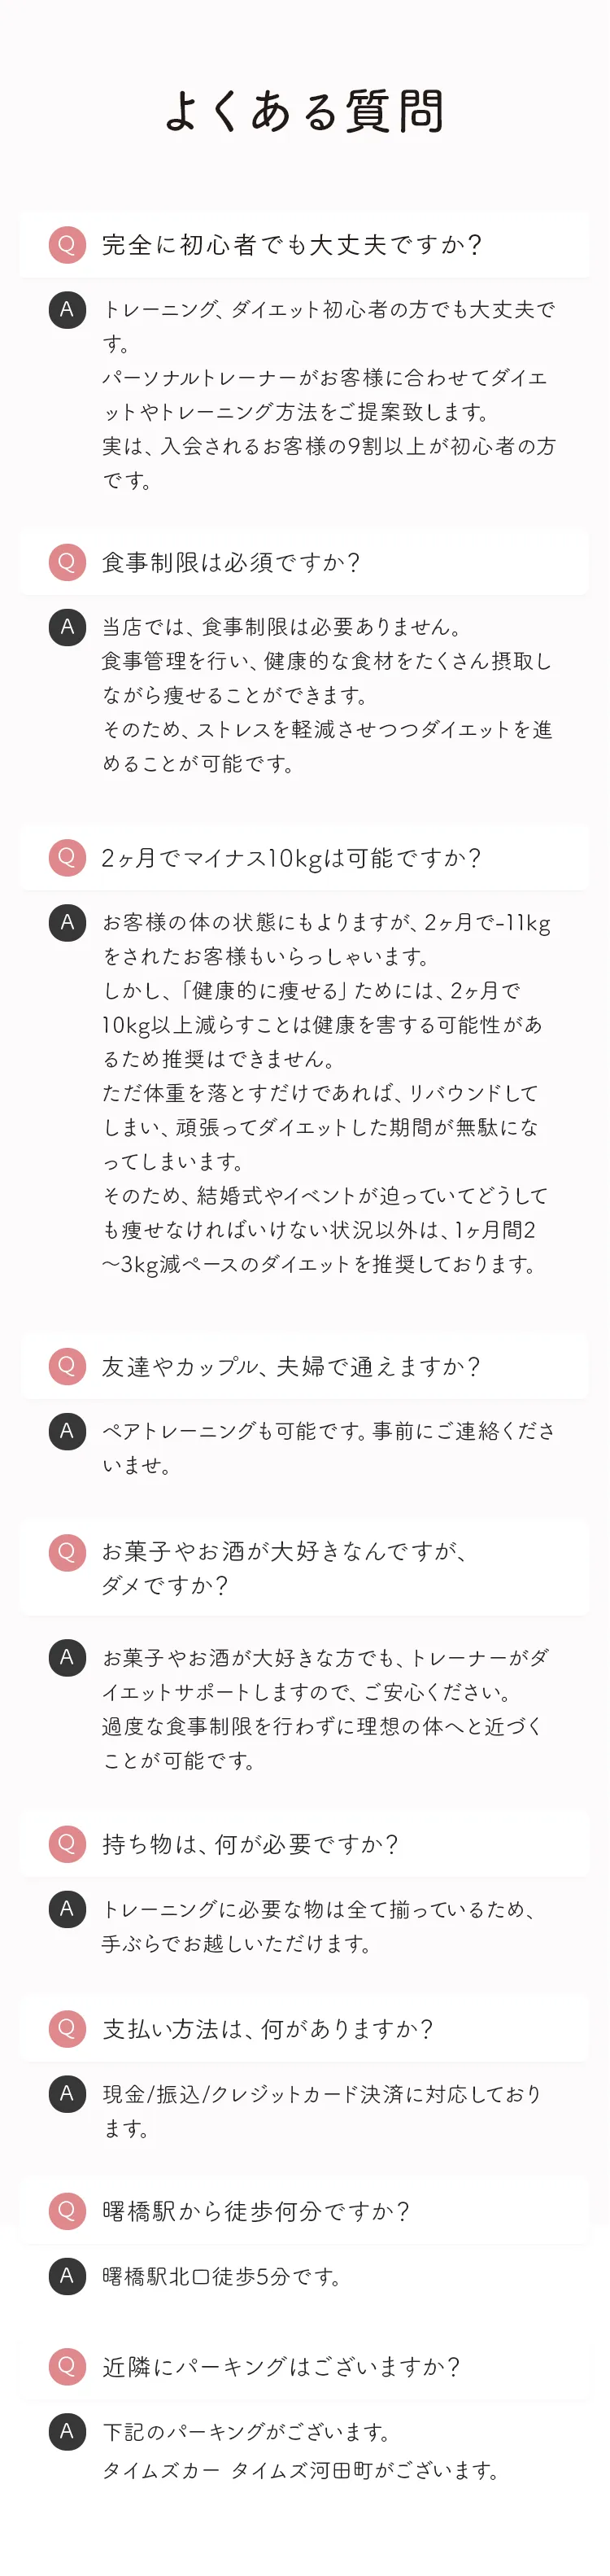 よくある質問
Q 完全に初心者でも大丈夫ですか？
A トレーニング、ダイエット初心者の方でも大丈夫で
す。
パーソナルトレーナーがお客様に合わせてダイエ
ットやトレーニング方法をご提案致します。
実は、入会されるお客様の9割以上が初心者の方
です。
Q 食事制限は必須ですか？
A 当店では、食事制限は必要ありません。
食事管理を行い、健康的な食材をたくさん摂取し
ながら痩せることができます。
そのため、ストレスを軽減させつつダイエットを進
めることが可能です。
Q 2ヶ月でマイナス10kgは可能ですか？
A お客様の体の状態にもよりますが、2ヶ月で-11kg
をされたお客様もいらっしゃいます。
しかし、「健康的に痩せる」ためには、2ヶ月で
10kg以上減らすことは健康を害する可能性があ
るため推奨はできません。
ただ体重を落とすだけであれば、リバウンドして
しまい、頑張ってダイエットした期間が無駄にな
ってしまいます。
そのため、結婚式やイベントが迫っていてどうして
も痩せなければいけない状況以外は、1ヶ月間2
〜3kg減ペースのダイエットを推奨しております。
Q 友達やカップル、夫婦で通えますか？
A ペアトレーニングも可能です。事前にご連絡くださ
いませ。
Q お菓子やお酒が大好きなんですが、
ダメですか？
A お菓子やお酒が大好きな方でも、トレーナーがダ
イエットサポートしますので、ご安心ください。
過度な食事制限を行わずに理想の体へと近づく
ことが可能です。
Q 持ち物は、何が必要ですか？
A トレーニングに必要な物は全て揃っているため、
手ぶらでお越しいただけます。
Q 支払い方法は、何がありますか？
A 現金/振込/クレジットカード決済に対応しており
ます。
Q 曙橋駅から徒歩何分ですか？
A 曙橋駅北口徒歩5分です。
Q 近隣にパーキングはございますか？
A 下記のパーキングがございます。
タイムズカー タイムズ河田町がございます。